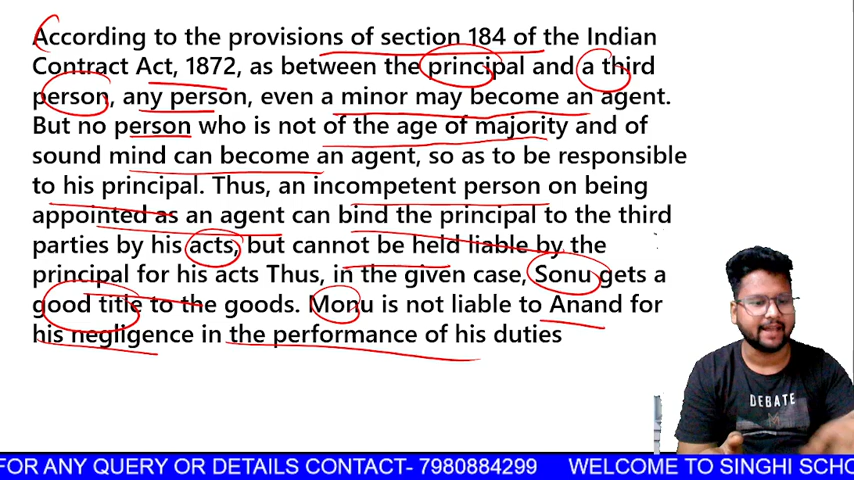 According to the provisions of section 184 of the Indian
Contract Act, 1872, as between the principal and a third
person, any person, even a minor may become an agent.
But no person who is not of the age of majority and of
sound mind can become an agent, so as to be responsible
to his principal. Thus, an incompetent person on being
appointed as an agent can bind the principal to the third
parties by his acts, but cannot be held liable by the
principal for his acts Thus, in the given case, Sonu gets a
good title to the goods. Monu is not liable to Anand for
his negligence in the performance of his duties
DEBATE
FOR ANY QUERY OR DETAILS CONTACT- 7980884299 WELCOME TO SINGHI SCHO